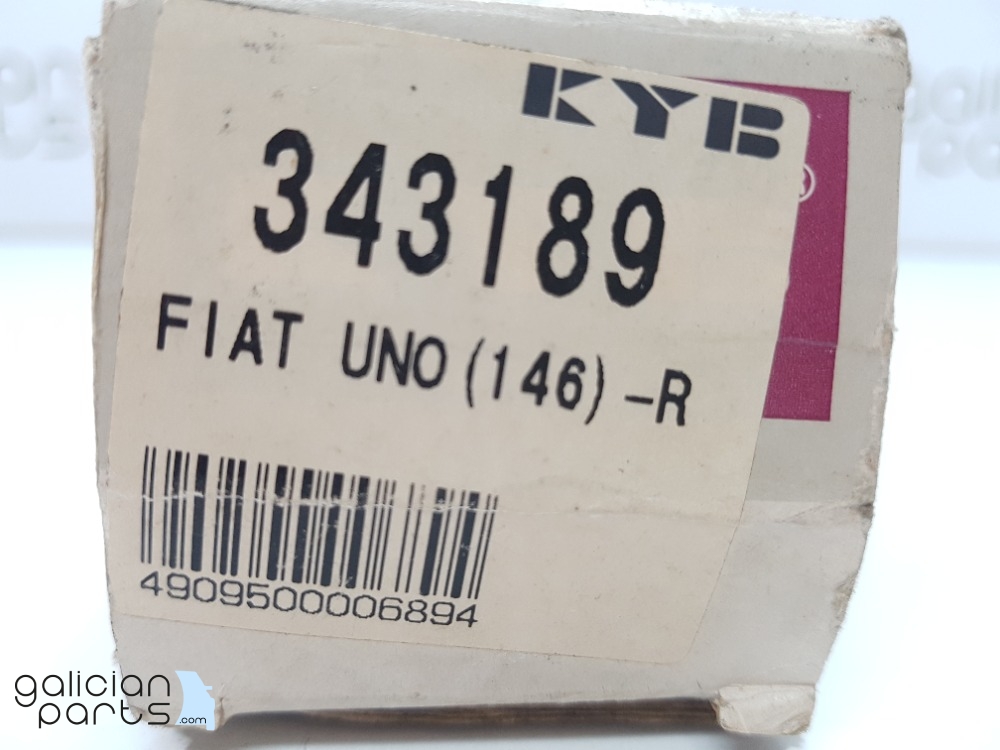 KYB
®
343189
FIAT UNO (146) -R
4909500006894
galician
parts.com